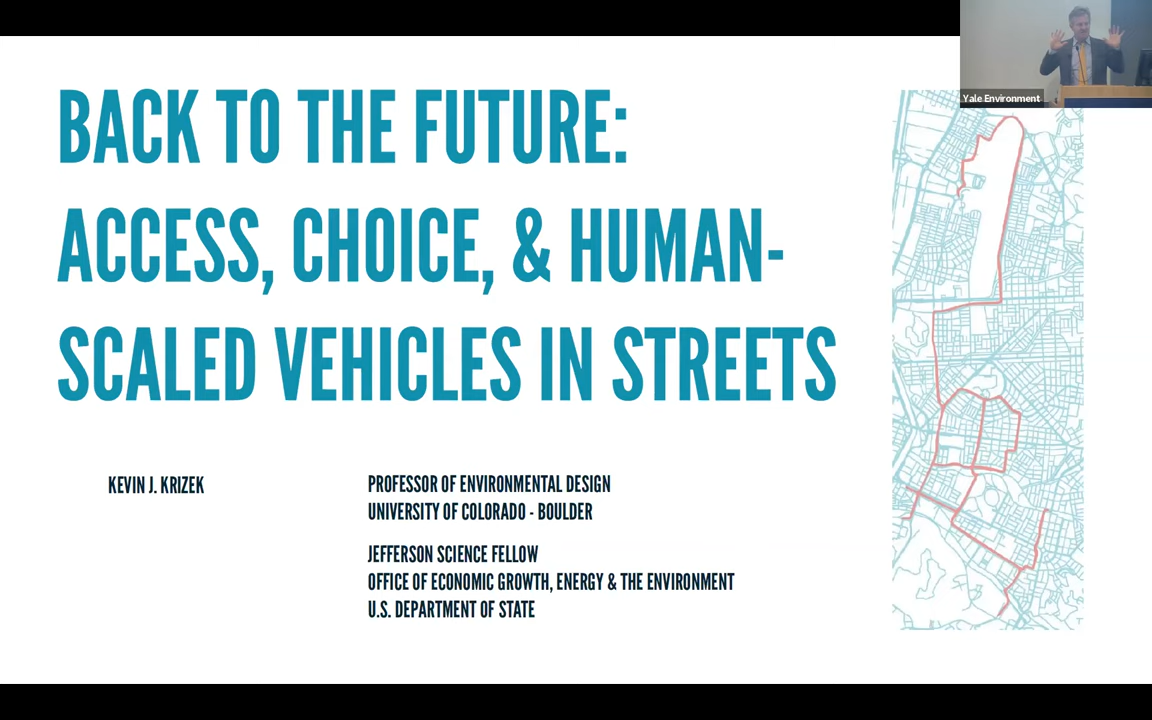 Yale Environment
BACK TO THE FUTURE:
ACCESS, CHOICE, & HUMAN-
SCALED VEHICLES IN STREETS
KEVIN J. KRIZEK
PROFESSOR OF ENVIRONMENTAL DESIGN
UNIVERSITY OF COLORADO - BOULDER
JEFFERSON SCIENCE FELLOW
OFFICE OF ECONOMIC GROWTH, ENERGY & THE ENVIRONMENT
U.S. DEPARTMENT OF STATE